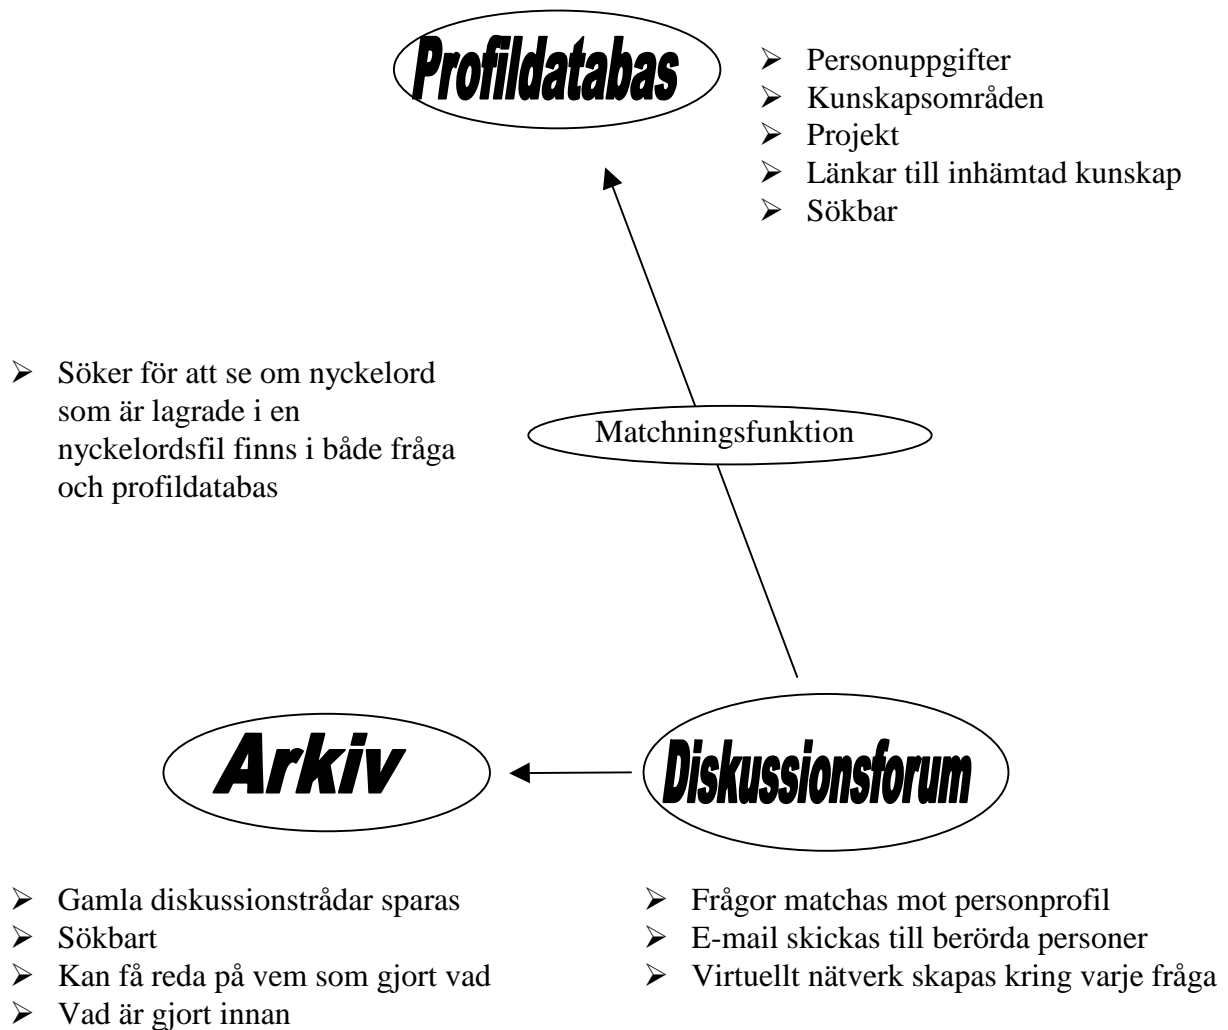 Profildatabas
➢ Personuppgifter
➢ Kunskapsområden
➢ Projekt
➢ Länkar till inhämtad kunskap
➢ Sökbar
➢ Söker för att se om nyckelord
som är lagrade i en
nyckelordsfil finns i både fråga
och profildatabas
Matchningsfunktion
Arkiv
Diskussionsforum
➢ Gamla diskussionstrådar sparas
➢ Sökbart
➢ Kan få reda på vem som gjort vad
➢ Vad är gjort innan
➢ Frågor matchas mot personprofil
➢ E-mail skickas till berörda personer
➢ Virtuellt nätverk skapas kring varje fråga